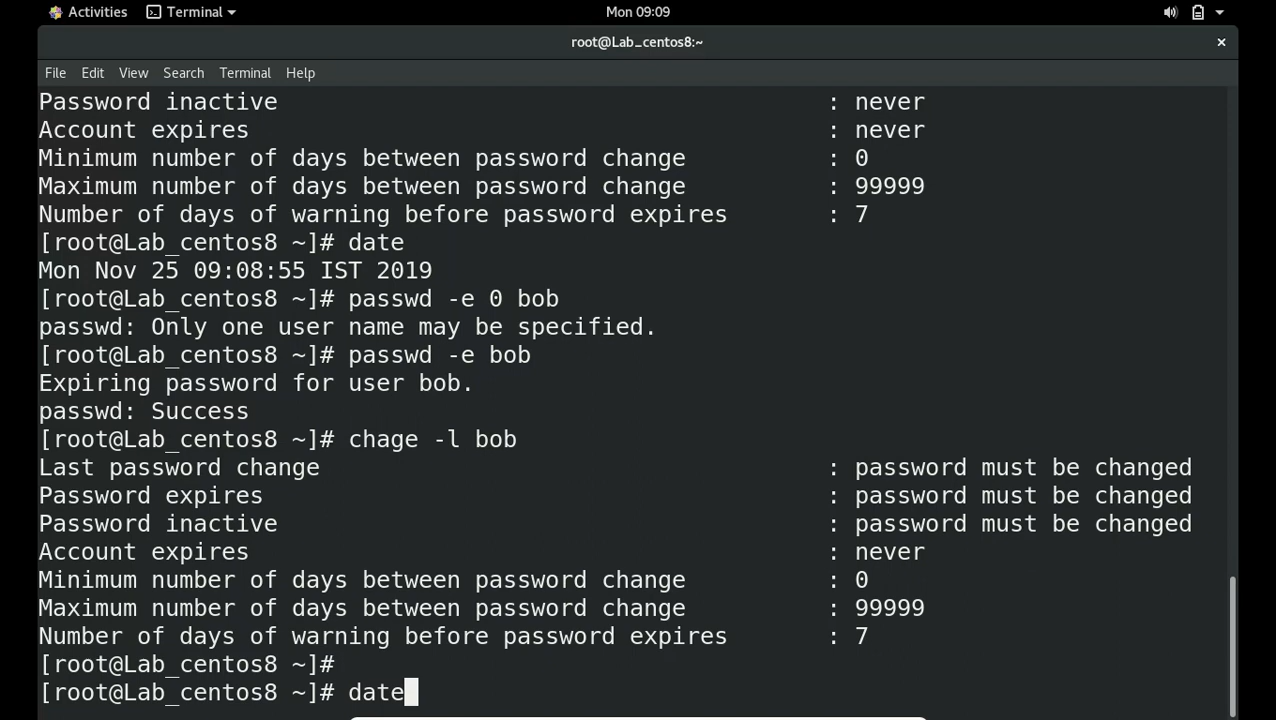 Activities Terminal Mon 09:09
root@Lab_centos8:~
File Edit View Search Terminal Help
Password inactive : never
Account expires : never
Minimum number of days between password change : 0
Maximum number of days between password change : 99999
Number of days of warning before password expires : 7
[root@Lab_centos8 ~]# date
Mon Nov 25 09:08:55 IST 2019
[root@Lab_centos8 ~]# passwd -e 0 bob
passwd: Only one user name may be specified.
[root@Lab_centos8 ~]# passwd -e bob
Expiring password for user bob.
passwd: Success
[root@Lab_centos8 ~]# chage -l bob
Last password change : password must be changed
Password expires : password must be changed
Password inactive : password must be changed
Account expires : never
Minimum number of days between password change : 0
Maximum number of days between password change : 99999
Number of days of warning before password expires : 7
[root@Lab_centos8 ~]#
[root@Lab_centos8 ~]# date